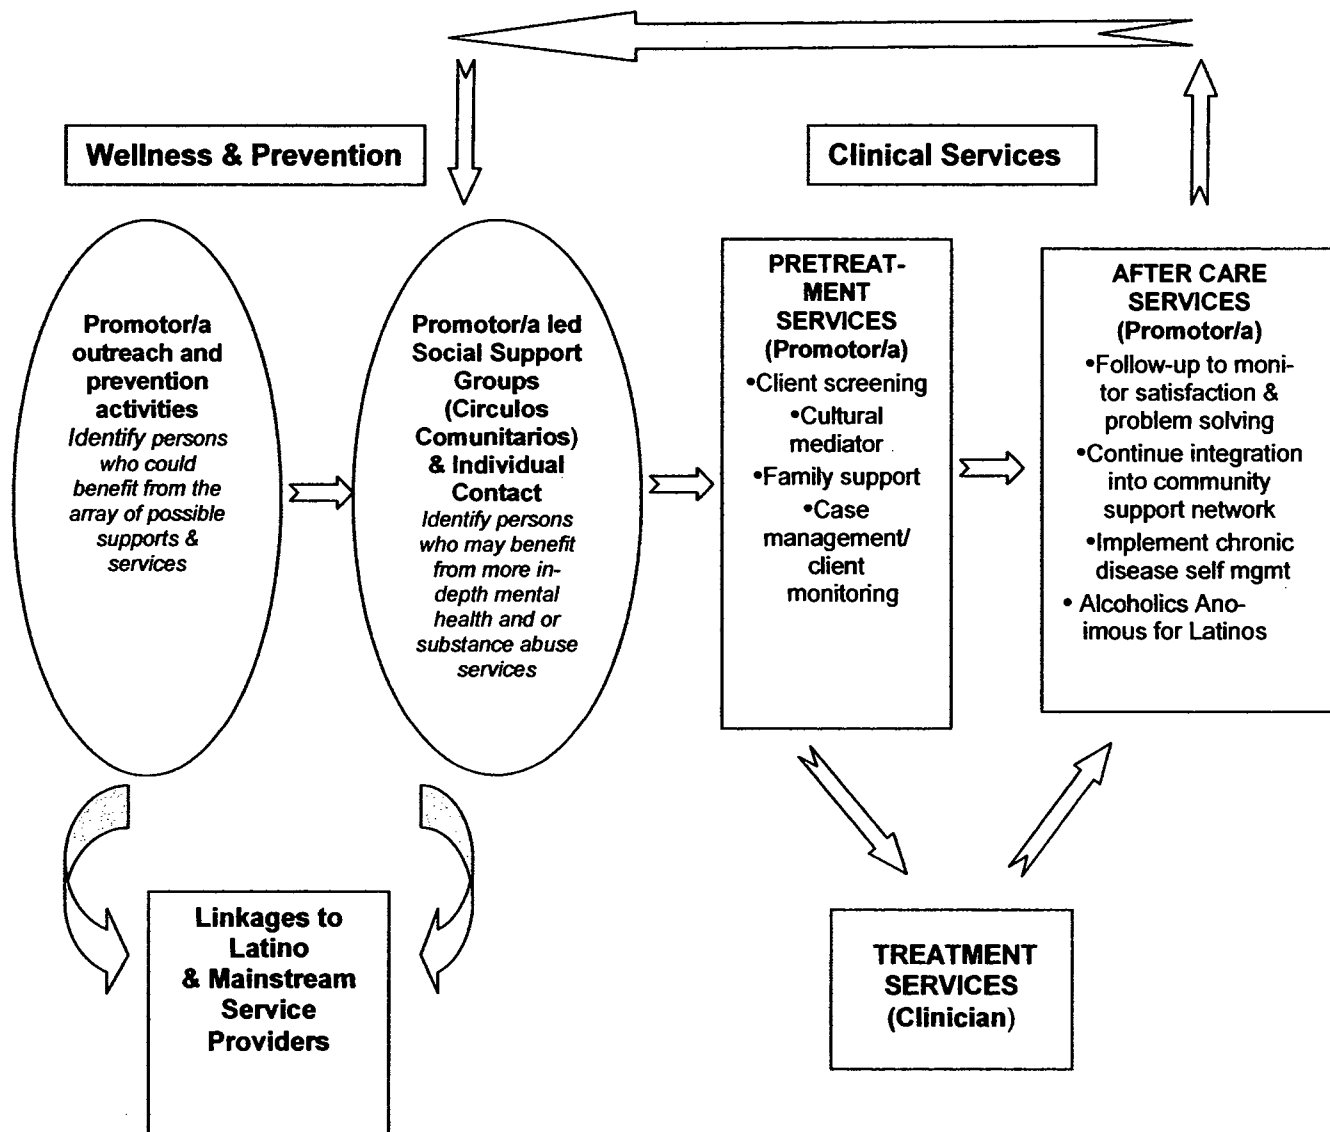 Wellness & Prevention
Clinical Services
Promotor/a
outreach and
prevention
activities
Identify persons
who could
benefit from the
array of possible
supports &
services
Promotor/a led
Social Support
Groups
(Circulos
Comunitarios)
& Individual
Contact
Identify persons
who may benefit
from more in-
depth mental
health and or
substance abuse
services
PRETREAT-
MENT
SERVICES
(Promotor/a)
•Client screening
•Cultural
mediator
•Family support
•Case
management/
client
monitoring
AFTER CARE
SERVICES
(Promotor/a)
•Follow-up to moni-
tor satisfaction &
problem solving
•Continue integration
into community
support network
•Implement chronic
disease self mgmt
• Alcoholics Ano-
imous for Latinos
Linkages to
Latino
& Mainstream
Service
Providers
TREATMENT
SERVICES
(Clinician)